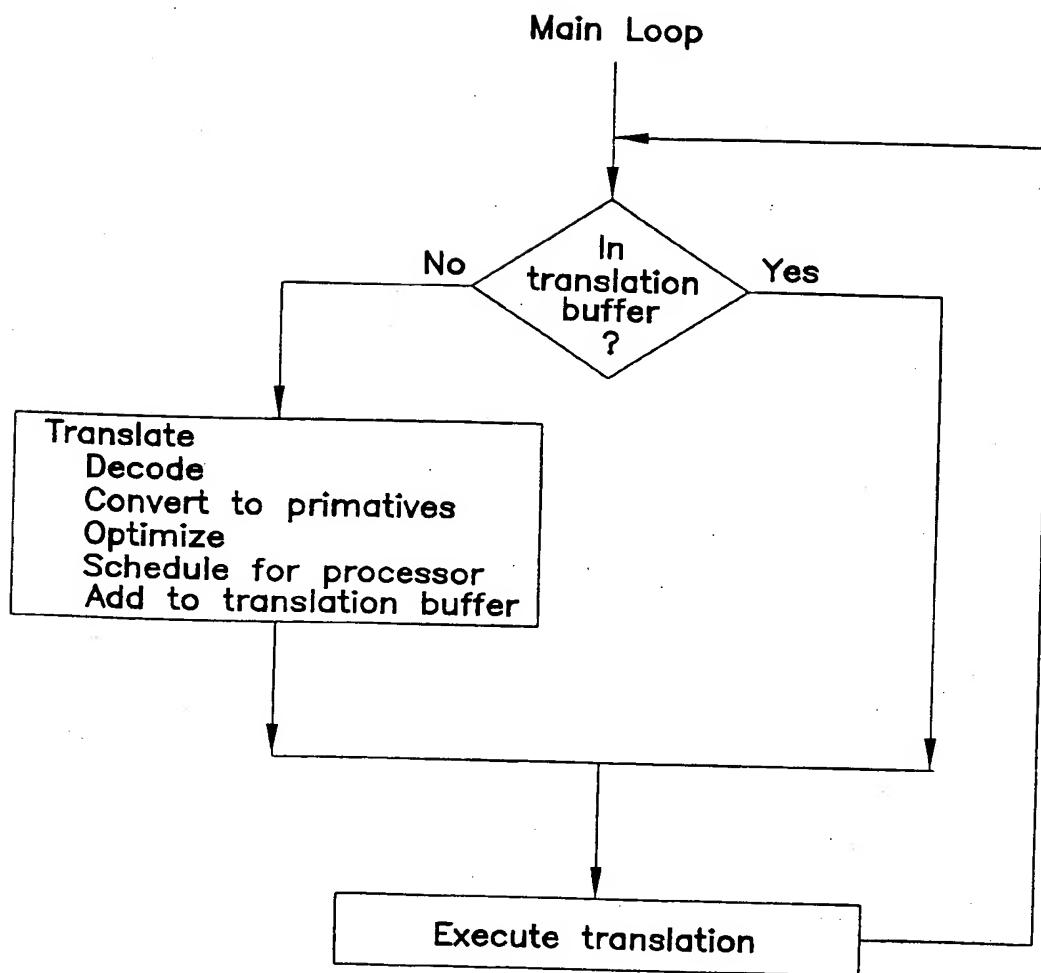 Main Loop
In
translation
buffer
?
No
Yes
Translate
Decode
Convert to primatives
Optimize
Schedule for processor
Add to translation buffer
Execute translation